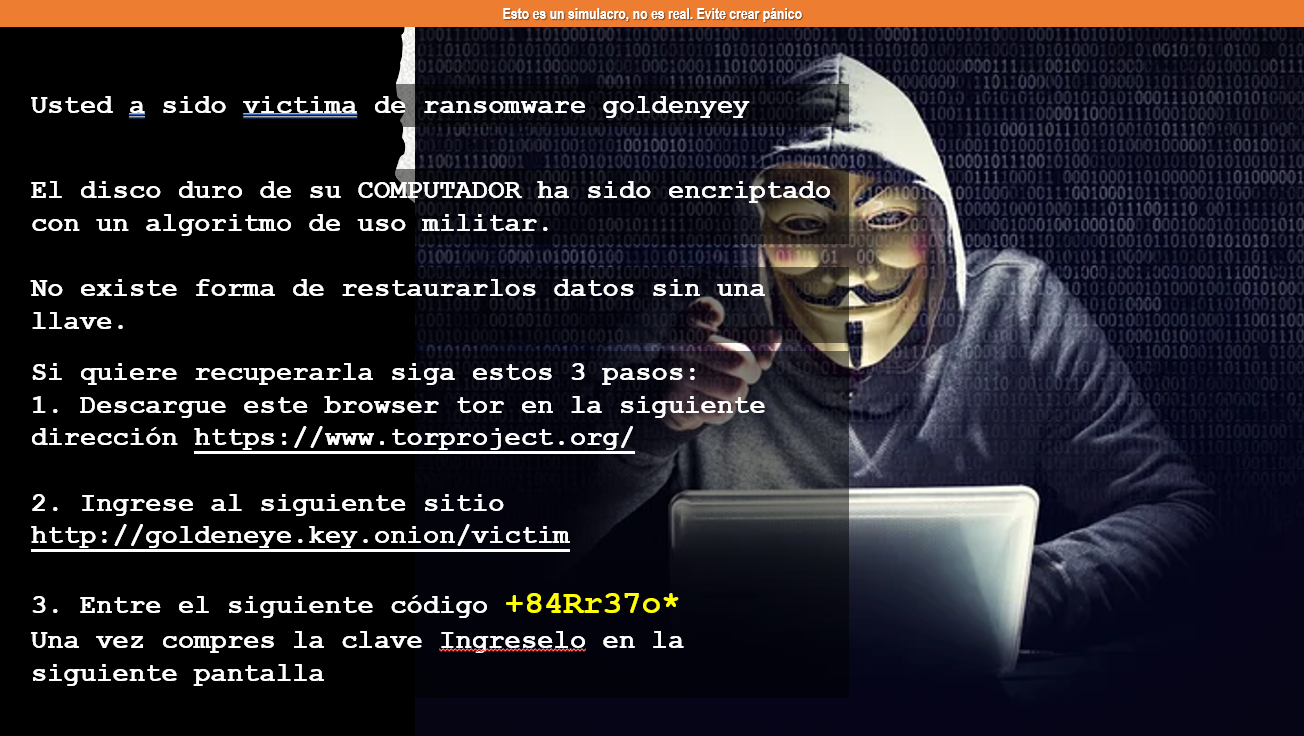 Esto es un simulacro, no es real. Evite crear pánico
Usted a sido victima de ransomware goldenyey
El disco duro de su COMPUTADOR ha sido encriptado
con un algoritmo de uso militar.
No existe forma de restaurarlos datos sin una
llave.
Si quiere recuperarla siga estos 3 pasos:
1. Descargue este browser tor en la siguiente
dirección https://www.torproject.org/
2. Ingrese al siguiente sitio
http://goldeneye.key.onion/victim
3. Entre el siguiente código +84Rr37o*
Una vez compres la clave Ingreselo en la
siguiente pantalla